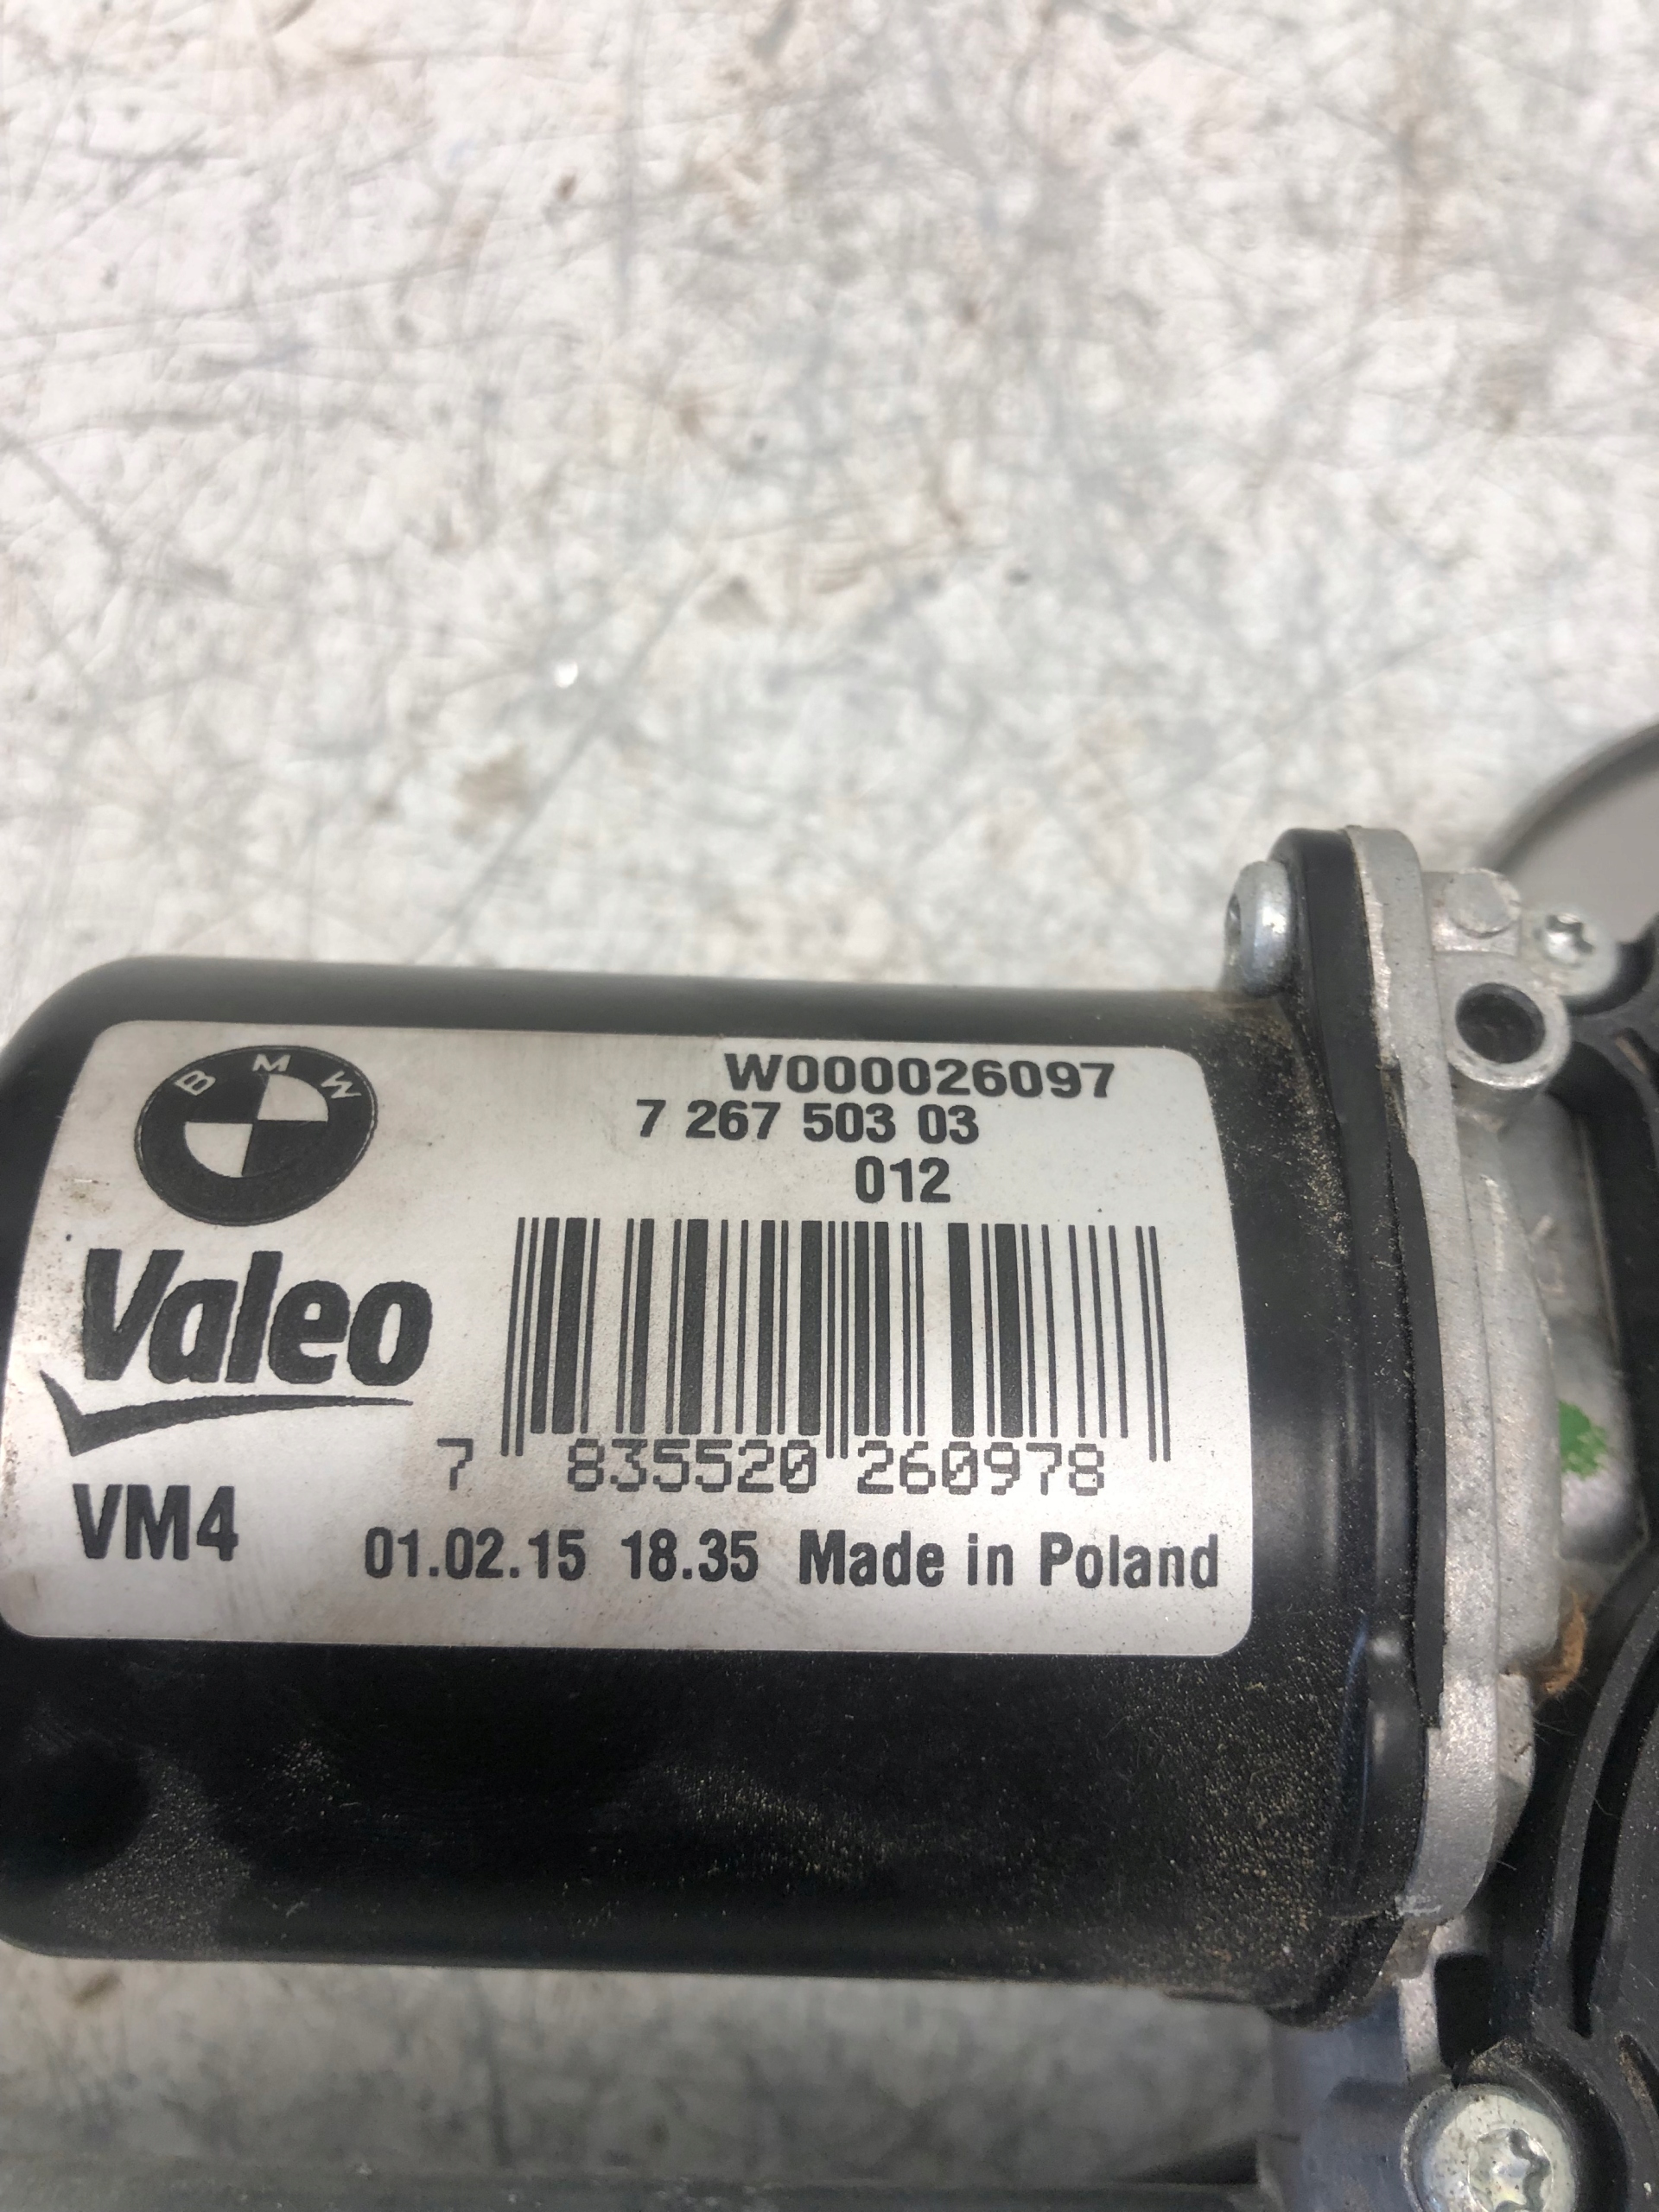 BMW
W000026097
7 267 503 03
012
Valeo
7 835520 260978
VM4
01.02.15 18.35 Made in Poland